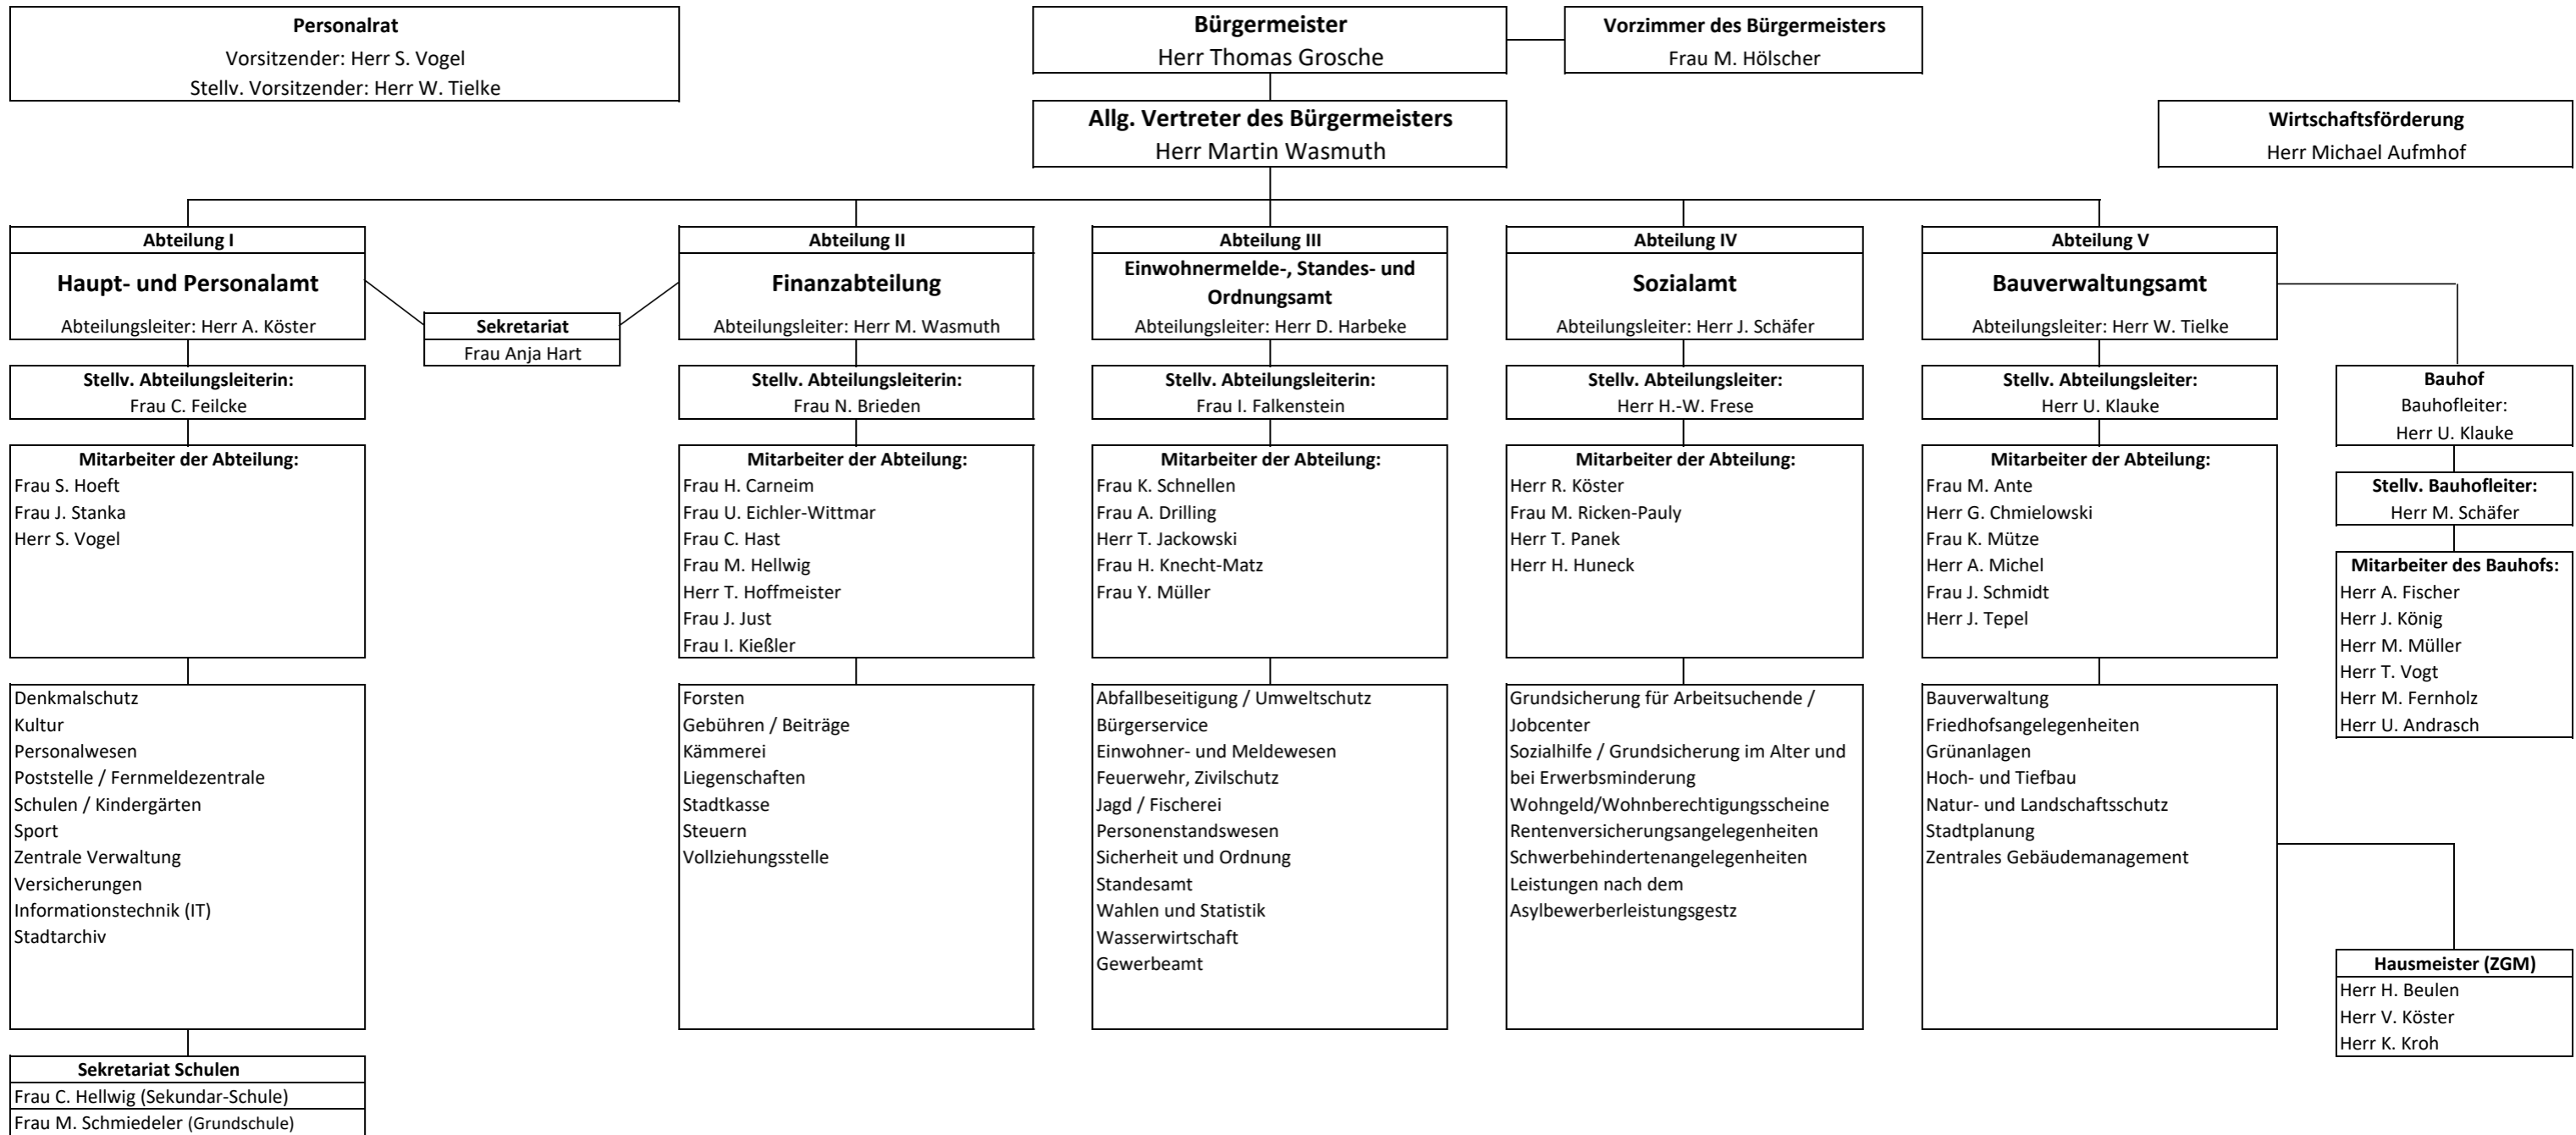 Personalrat
Vorsitzender: Herr S. Vogel
Stellv. Vorsitzender: Herr W. Tielke
Bürgermeister
Herr Thomas Grosche
Vorzimmer des Bürgermeisters
Frau M. Hölscher
Allg. Vertreter des Bürgermeisters
Herr Martin Wasmuth
Wirtschaftsförderung
Herr Michael Aufmhof
Abteilung I
Haupt- und Personalamt
Abteilungsleiter: Herr A. Köster
Stellv. Abteilungsleiterin:
Frau C. Feilcke
Mitarbeiter der Abteilung:
Frau S. Hoeft
Frau J. Stanka
Herr S. Vogel
Denkmalschutz
Kultur
Personalwesen
Poststelle / Fernmeldezentrale
Schulen / Kindergärten
Sport
Zentrale Verwaltung
Versicherungen
Informationstechnik (IT)
Stadtarchiv
Sekretariat Schulen
Frau C. Hellwig (Sekundar-Schule)
Frau M. Schmiedeler (Grundschule)
Sekretariat
Frau Anja Hart
Abteilung II
Finanzabteilung
Abteilungsleiter: Herr M. Wasmuth
Stellv. Abteilungsleiterin:
Frau N. Brieden
Mitarbeiter der Abteilung:
Frau H. Carneim
Frau U. Eichler-Wittmar
Frau C. Hast
Frau M. Hellwig
Herr T. Hoffmeister
Frau J. Just
Frau I. Kießler
Forsten
Gebühren / Beiträge
Kämmerei
Liegenschaften
Stadtkasse
Steuern
Vollziehungsstelle
Abteilung III
Einwohnermelde-, Standes- und
Ordnungsamt
Abteilungsleiter: Herr D. Harbeke
Stellv. Abteilungsleiterin:
Frau I. Falkenstein
Mitarbeiter der Abteilung:
Frau K. Schnellen
Frau A. Drilling
Herr T. Jackowski
Frau H. Knecht-Matz
Frau Y. Müller
Abfallbeseitigung / Umweltschutz
Bürgerservice
Einwohner- und Meldewesen
Feuerwehr, Zivilschutz
Jagd / Fischerei
Personenstandswesen
Sicherheit und Ordnung
Standesamt
Wahlen und Statistik
Wasserwirtschaft
Gewerbeamt
Abteilung IV
Sozialamt
Abteilungsleiter: Herr J. Schäfer
Stellv. Abteilungsleiter:
Herr H.-W. Frese
Mitarbeiter der Abteilung:
Herr R. Köster
Frau M. Ricken-Pauly
Herr T. Panek
Herr H. Huneck
Grundsicherung für Arbeitsuchende /
Jobcenter
Sozialhilfe / Grundsicherung im Alter und
bei Erwerbsminderung
Wohngeld/Wohnberechtigungsscheine
Rentenversicherungsangelegenheiten
Schwerbehindertenangelegenheiten
Leistungen nach dem
Asylbewerberleistungsgestz
Abteilung V
Bauverwaltungsamt
Abteilungsleiter: Herr W. Tielke
Stellv. Abteilungsleiter:
Herr U. Klauke
Mitarbeiter der Abteilung:
Frau M. Ante
Herr G. Chmielowski
Frau K. Mütze
Herr A. Michel
Frau J. Schmidt
Herr J. Tepel
Bauverwaltung
Friedhofsangelegenheiten
Grünanlagen
Hoch- und Tiefbau
Natur- und Landschaftsschutz
Stadtplanung
Zentrales Gebäudemanagement
Bauhof
Bauhofleiter:
Herr U. Klauke
Stellv. Bauhofleiter:
Herr M. Schäfer
Mitarbeiter des Bauhofs:
Herr A. Fischer
Herr J. König
Herr M. Müller
Herr T. Vogt
Herr M. Fernholz
Herr U. Andrasch
Hausmeister (ZGM)
Herr H. Beulen
Herr V. Köster
Herr K. Kroh